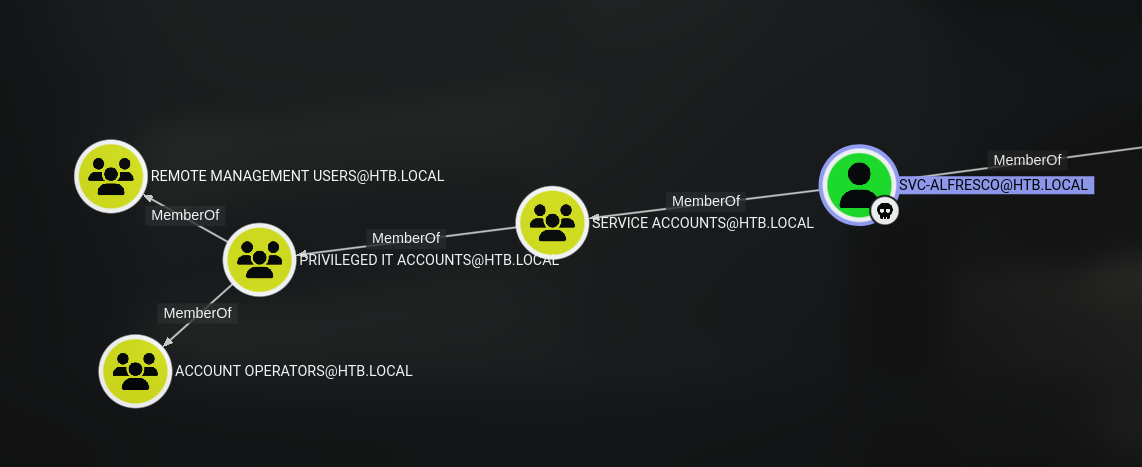 MemberOf
REMOTE MANAGEMENT USERS@HTB.LOCAL
SVC-ALFRESCO@HTB.LOCAL
MemberOf
MemberOf
SERVICE ACCOUNTS@HTB.LOCAL
MemberOf
PRIVILEGED IT ACCOUNTS@HTB.LOCAL
MemberOf
ACCOUNT OPERATORS@HTB.LOCAL